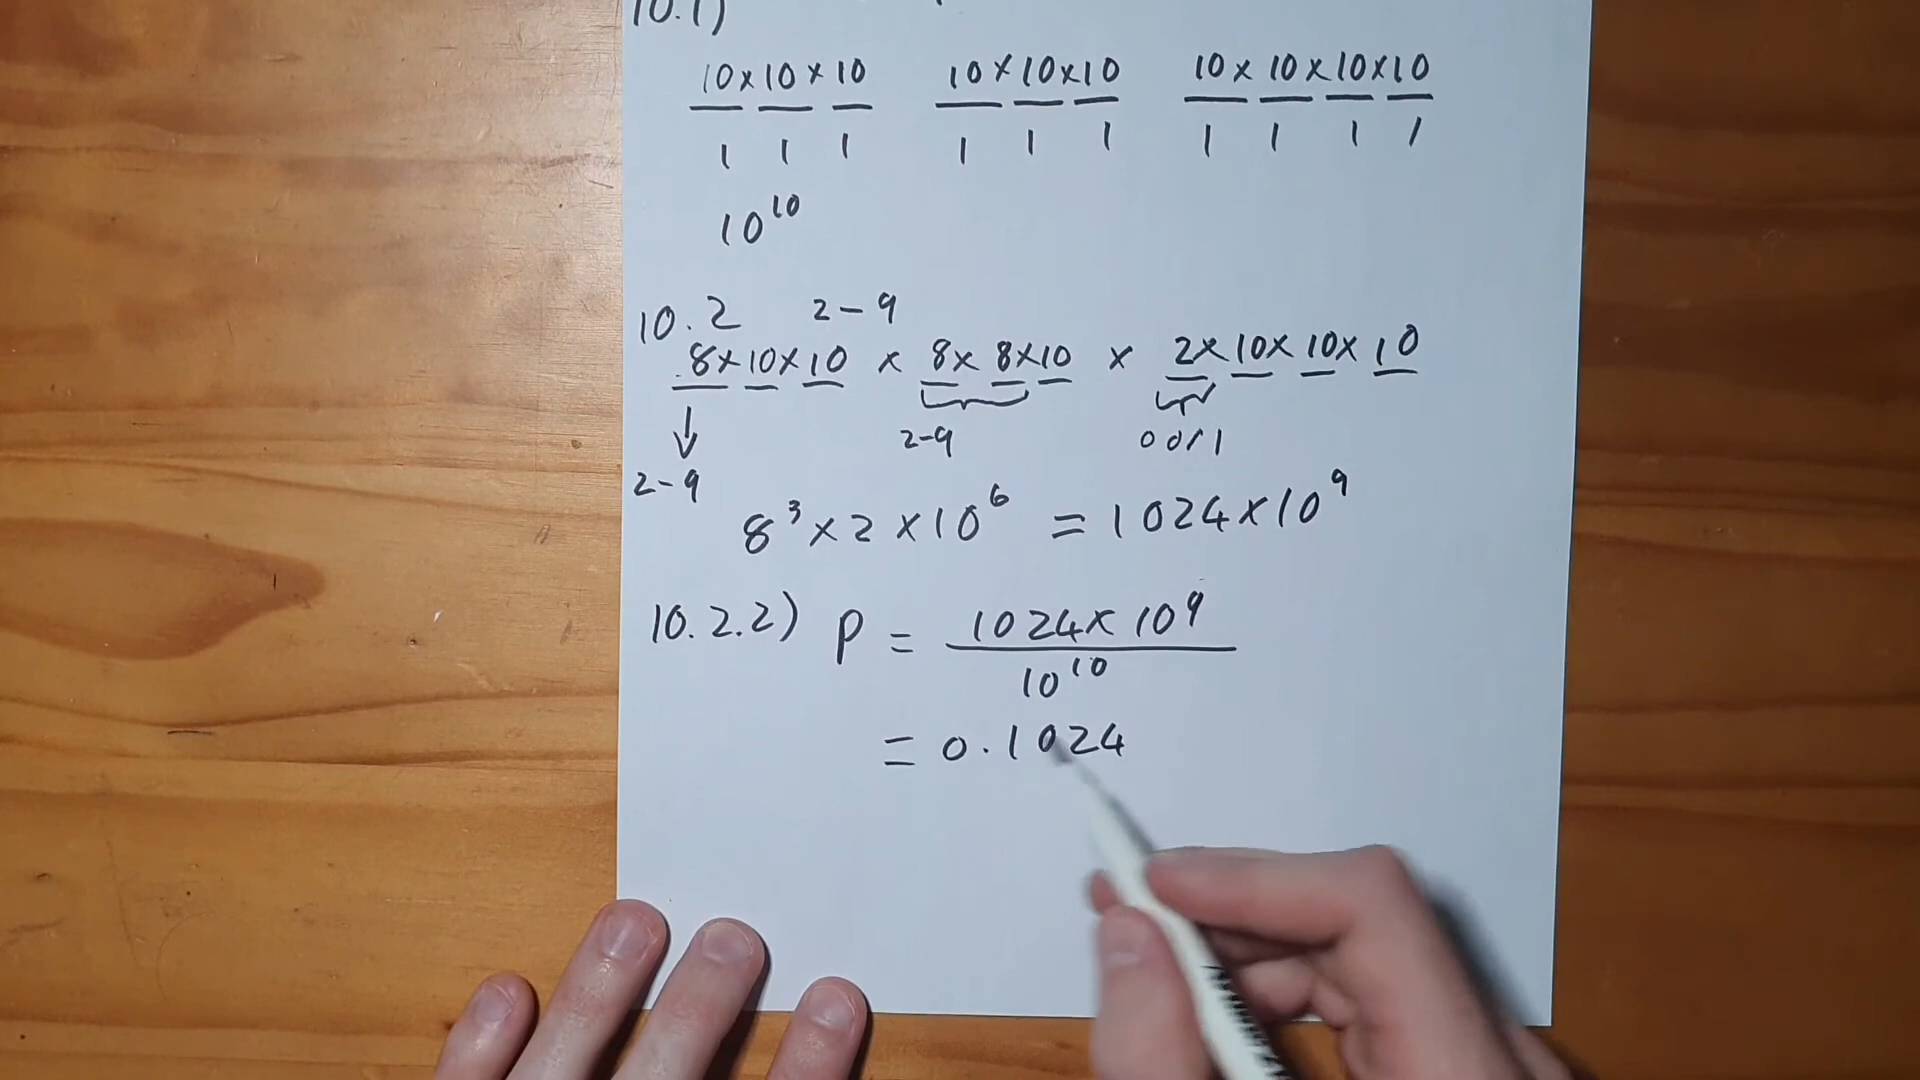 10.1)
10×10×10 10×10×10 10×10×10×10
1 1 1 1 1 1 1 1 1 1
10^10
10.2 2-9
8×10×10 × 8×8×10 × 2×10×10×10
2-9 0 or 1
2-9
8^3×2×10^6 = 1024×10^9
10.2.2) P = 1024×10^9
10^10
= 0.1024